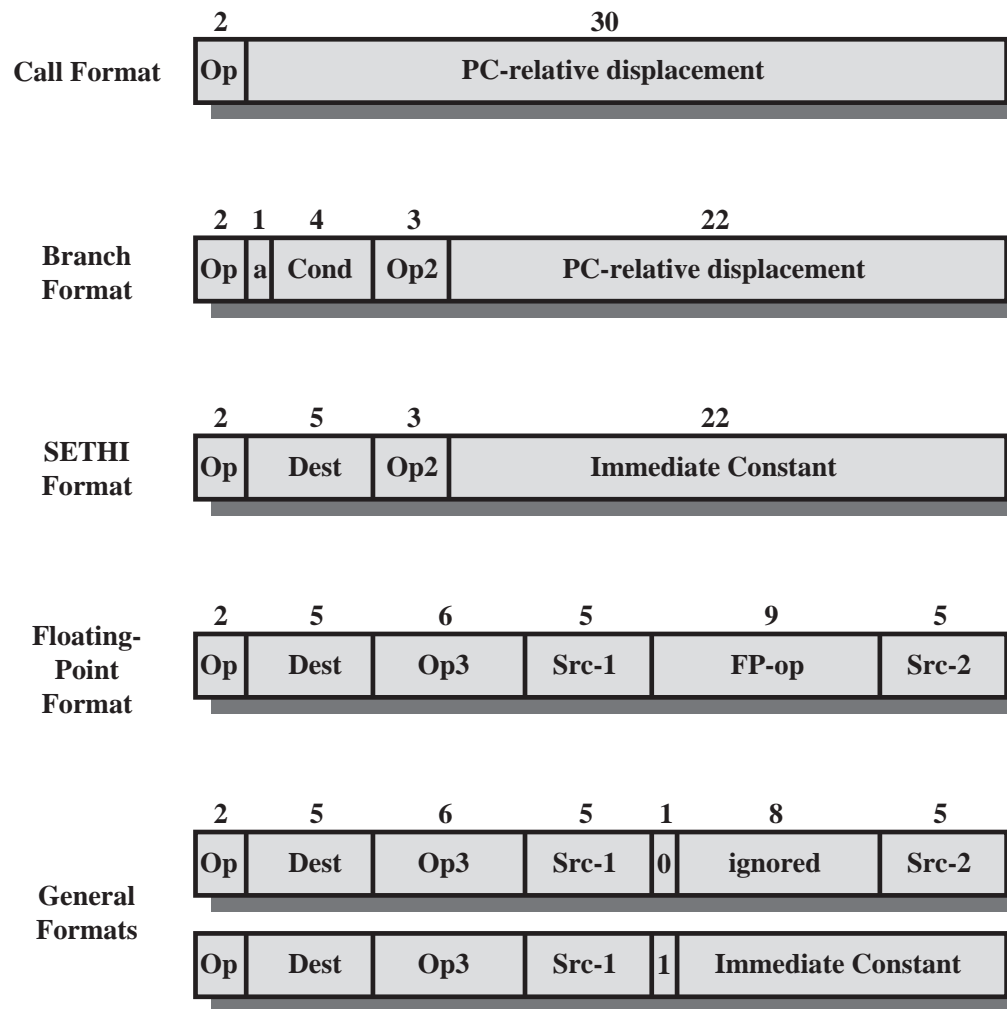 2 30
Call Format Op PC-relative displacement
2 1 4 3 22
Branch
Format
Op a Cond Op2 PC-relative displacement
2 5 3 22
SETHI
Format
Op Dest Op2 Immediate Constant
2 5 6 5 9 5
Floating-
Point
Format
Op Dest Op3 Src-1 FP-op Src-2
2 5 6 5 1 8 5
Op Dest Op3 Src-1 0 ignored Src-2
General
Formats
Op Dest Op3 Src-1 1 Immediate Constant